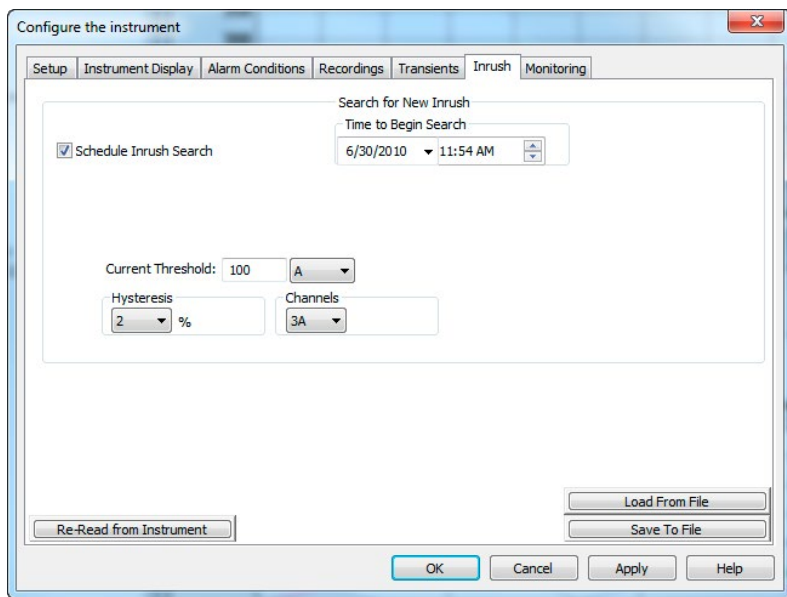 Configure the instrument
Setup Instrument Display Alarm Conditions Recordings Transients Inrush Monitoring
Search for New Inrush
Time to Begin Search
Schedule Inrush Search
6/30/2010 11:54 AM
Current Threshold: 100 A
Hysteresis Channels
2 % 3A
Load From File
Re-Read from Instrument Save To File
OK Cancel Apply Help